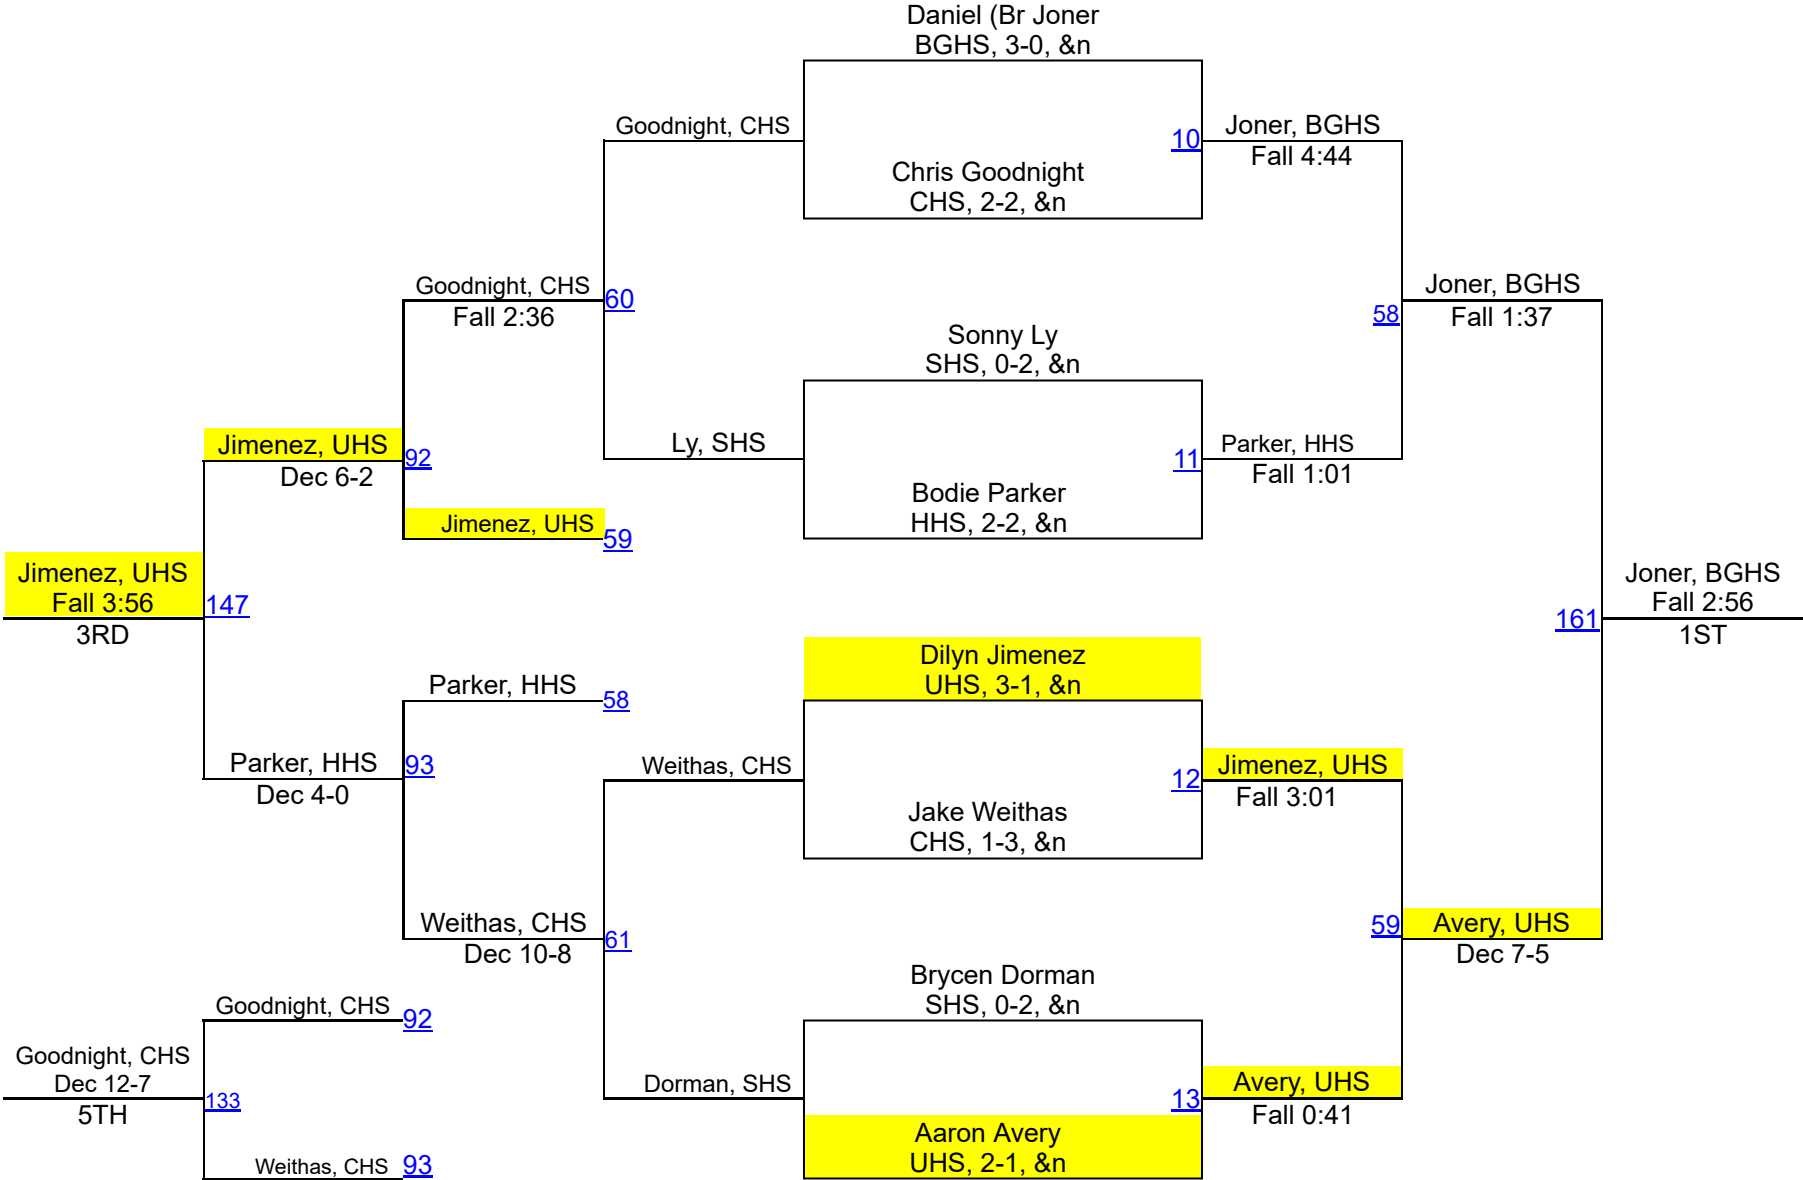 Daniel (Br Joner
BGHS, 3-0, &n
Goodnight, CHS
10
Joner, BGHS
Fall 4:44
Chris Goodnight
CHS, 2-2, &n
Goodnight, CHS
Fall 2:36
60
Joner, BGHS
Fall 1:37
58
Sonny Ly
SHS, 0-2, &n
Jimenez, UHS
Dec 6-2
92
Ly, SHS
11
Parker, HHS
Fall 1:01
Bodie Parker
HHS, 2-2, &n
Jimenez, UHS
59
Jimenez, UHS
Fall 3:56
3RD
147
Joner, BGHS
Fall 2:56
1ST
161
Dilyn Jimenez
UHS, 3-1, &n
Parker, HHS
58
Parker, HHS
Dec 4-0
93
Weithas, CHS
12
Jimenez, UHS
Fall 3:01
Jake Weithas
CHS, 1-3, &n
Weithas, CHS
Dec 10-8
61
59
Avery, UHS
Dec 7-5
Brycen Dorman
SHS, 0-2, &n
Goodnight, CHS
92
Goodnight, CHS
Dec 12-7
5TH
133
Dorman, SHS
13
Avery, UHS
Fall 0:41
Aaron Avery
UHS, 2-1, &n
Weithas, CHS
93